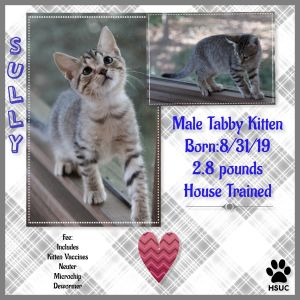 SULLY
Male Tabby Kitten
Born:8/31/19
2.8 pounds
House Trained
Fee:
Includes
Kitten Vaccines
Neuter
Microchip
Dewormer
HSUC